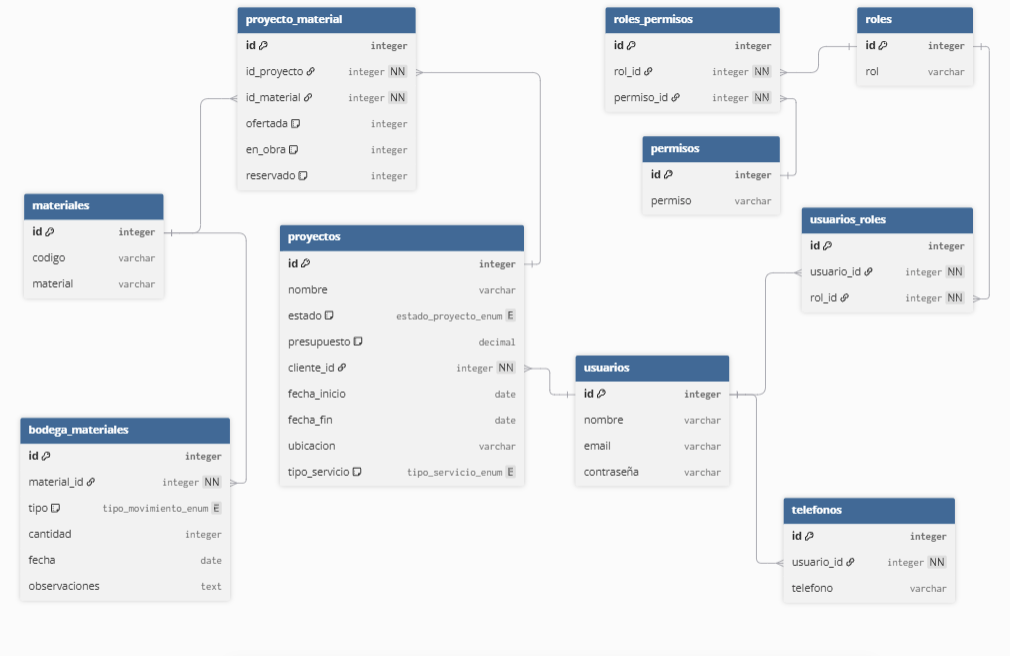 proyecto_material
id integer
id_proyecto integer NN
id_material integer NN
ofertada integer
en_obra integer
reservado integer
roles_permisos
id integer
rol_id integer NN
permiso_id integer NN
roles
id integer
rol varchar
permisos
id integer
permiso varchar
materiales
id integer
codigo varchar
material varchar
proyectos
id integer
nombre varchar
estado estado_proyecto_enum E
presupuesto decimal
cliente_id integer NN
fecha_inicio date
fecha_fin date
ubicacion varchar
tipo_servicio tipo_servicio_enum E
usuarios_roles
id integer
usuario_id integer NN
rol_id integer NN
usuarios
id integer
nombre varchar
email varchar
contraseña varchar
bodega_materiales
id integer
material_id integer NN
tipo tipo_movimiento_enum E
cantidad integer
fecha date
observaciones text
telefonos
id integer
usuario_id integer NN
telefono varchar